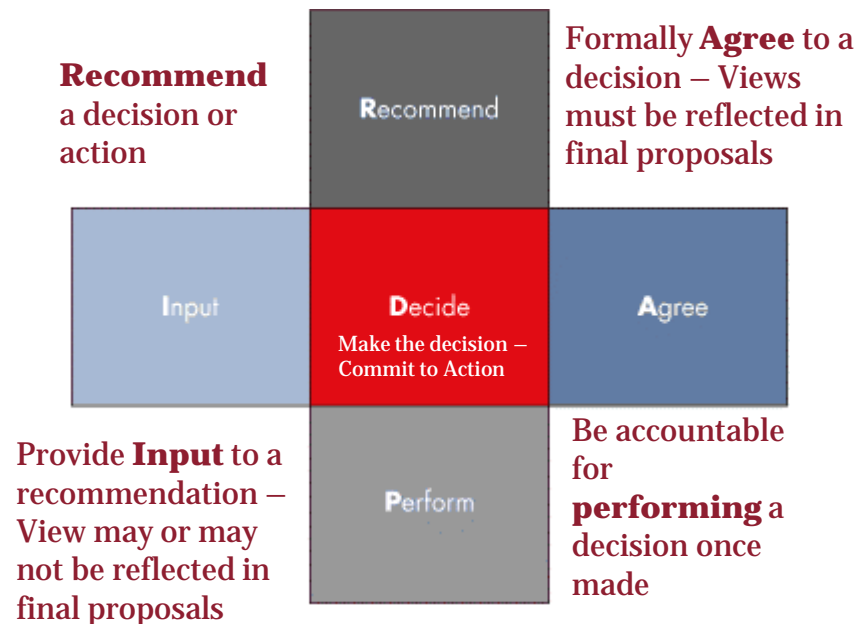 Recommend
a decision or
action
Recommend
Formally Agree to a
decision – Views
must be reflected in
final proposals
Input
Decide
Make the decision –
Commit to Action
Agree
Provide Input to a
recommendation –
View may or may
not be reflected in
final proposals
Perform
Be accountable
for
performing a
decision once
made